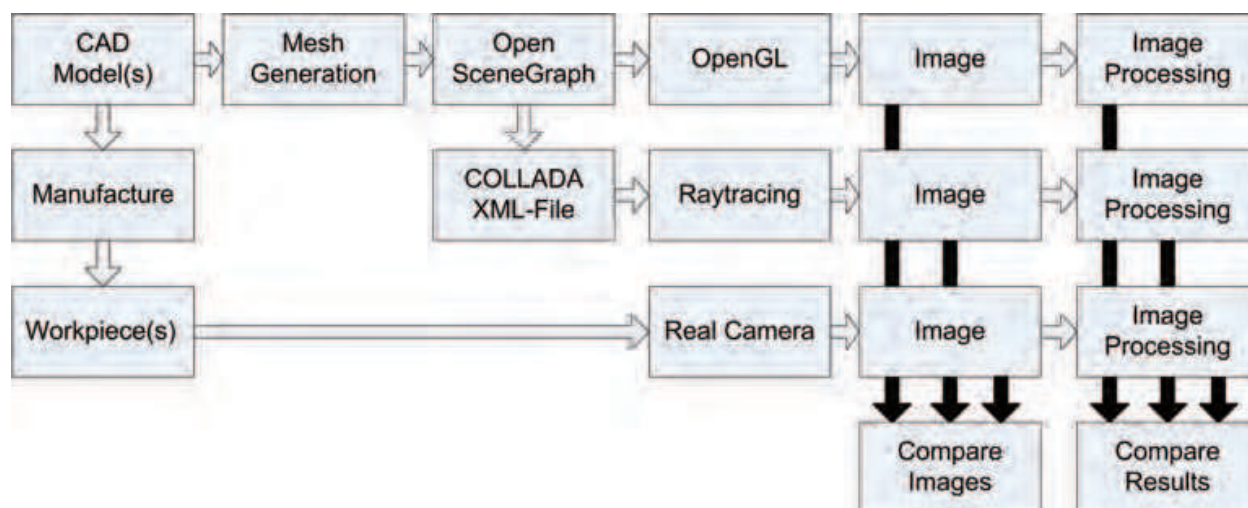 CAD
Model(s)
Mesh
Generation
Open
SceneGraph
OpenGL
Image
Image
Processing
Manufacture
COLLADA
XML-File
Raytracing
Image
Image
Processing
Workpiece(s)
Real Camera
Image
Image
Processing
Compare
Images
Compare
Results